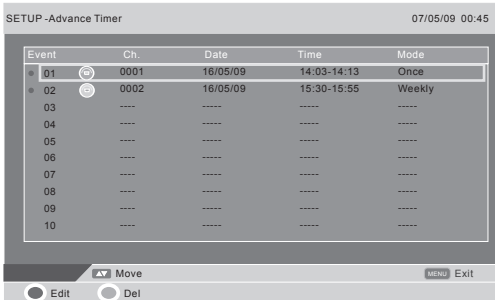 SETUP -Advance Timer 07/05/09 00:45
Event Ch. Date Time Mode
01 0001 16/05/09 14:03-14:13 Once
02 0002 16/05/09 15:30-15:55 Weekly
03 ---- ----- ----- -----
04 ---- ----- ----- -----
05 ---- ----- ----- -----
06 ---- ----- ----- -----
07 ---- ----- ----- -----
08 ---- ----- ----- -----
09 ---- ----- ----- -----
10 ---- ----- ----- -----
Move MENU Exit
Edit Del